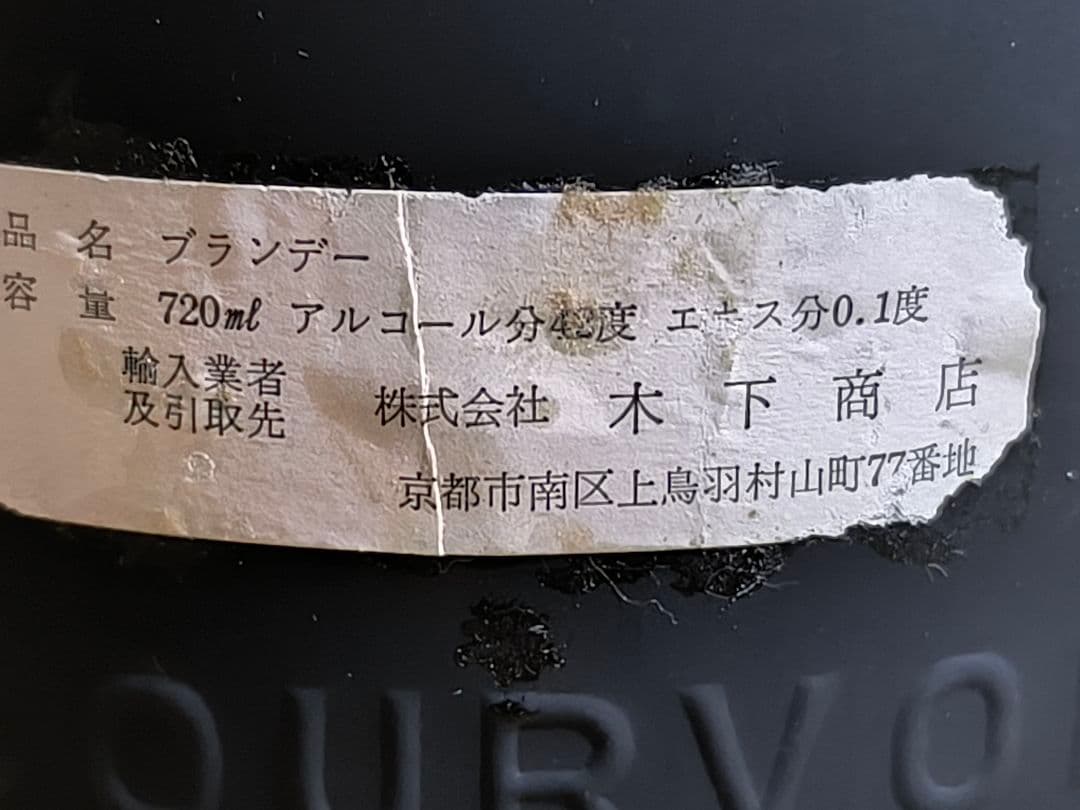 品名 ブランデー
容量 720ml アルコール分42度 エキス分0.1度
輸入業者
及引取先
株式会社 木下商店
京都市南区上鳥羽村山町77番地
OURVO